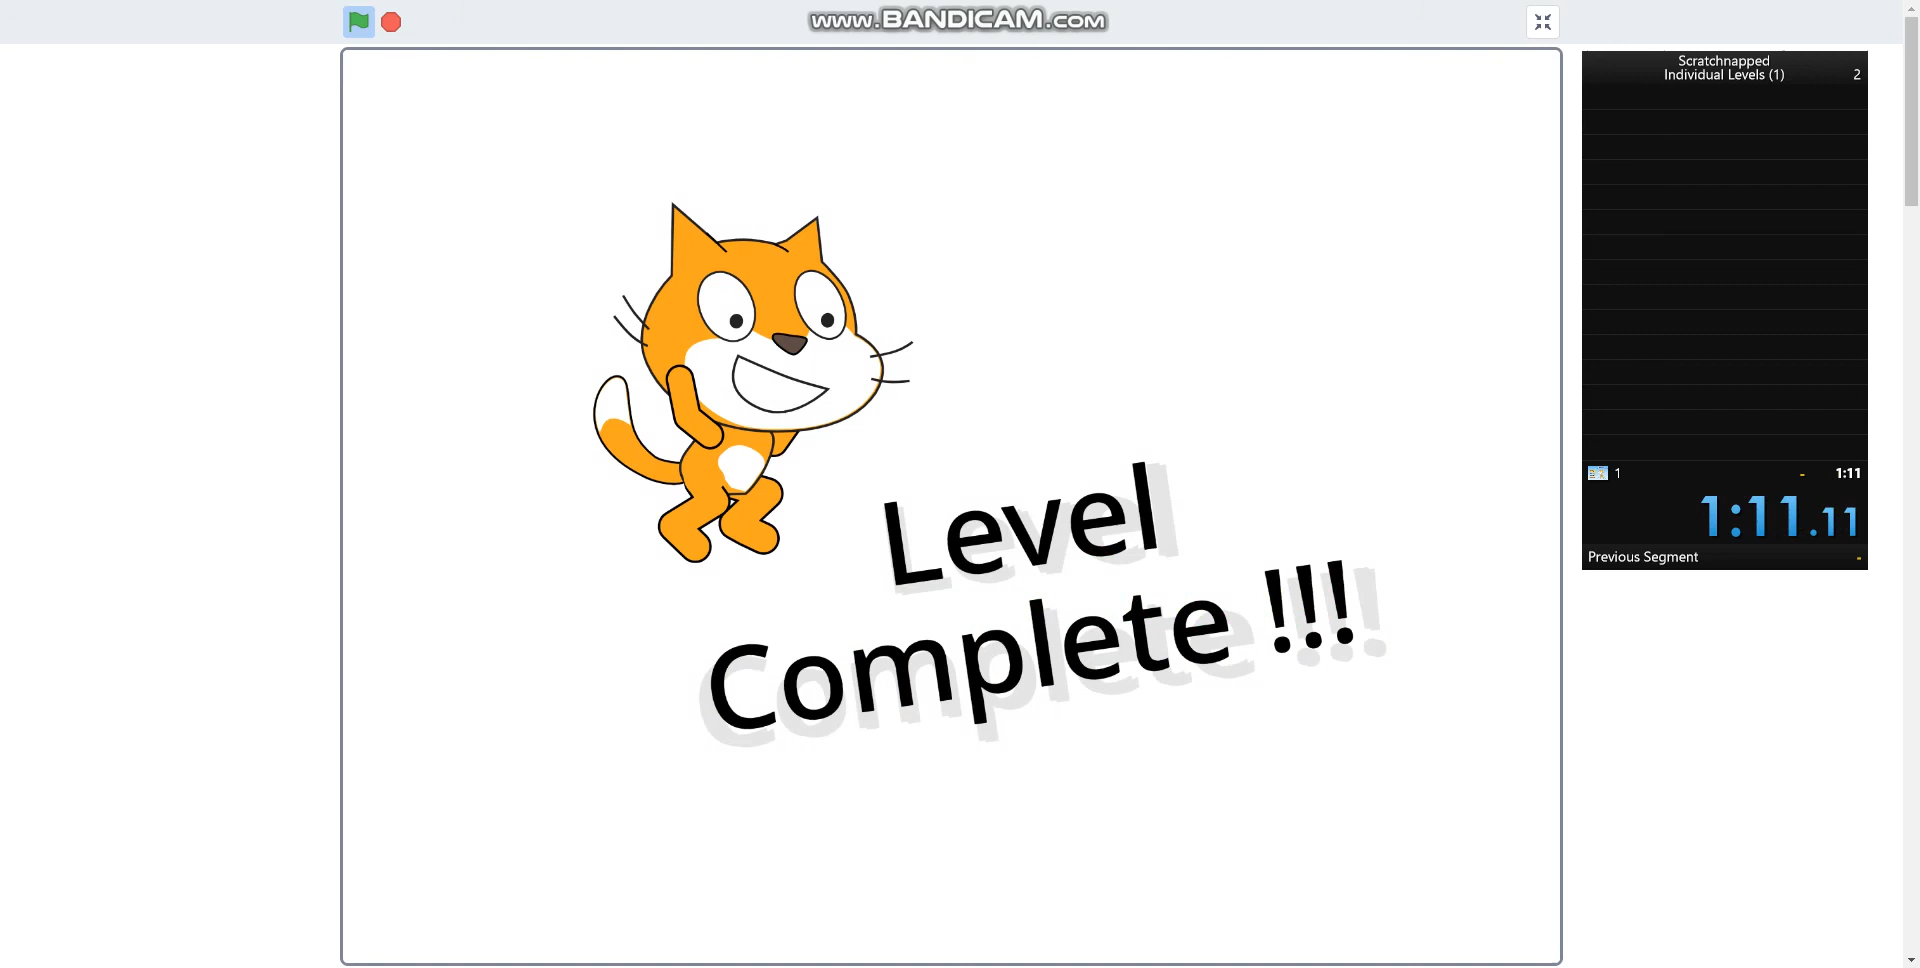 www.BANDICAM.com
Scratchnapped
Individual Levels (1) 2
Level
Complete !!!
1 - 1:11
1:11.11
Previous Segment -